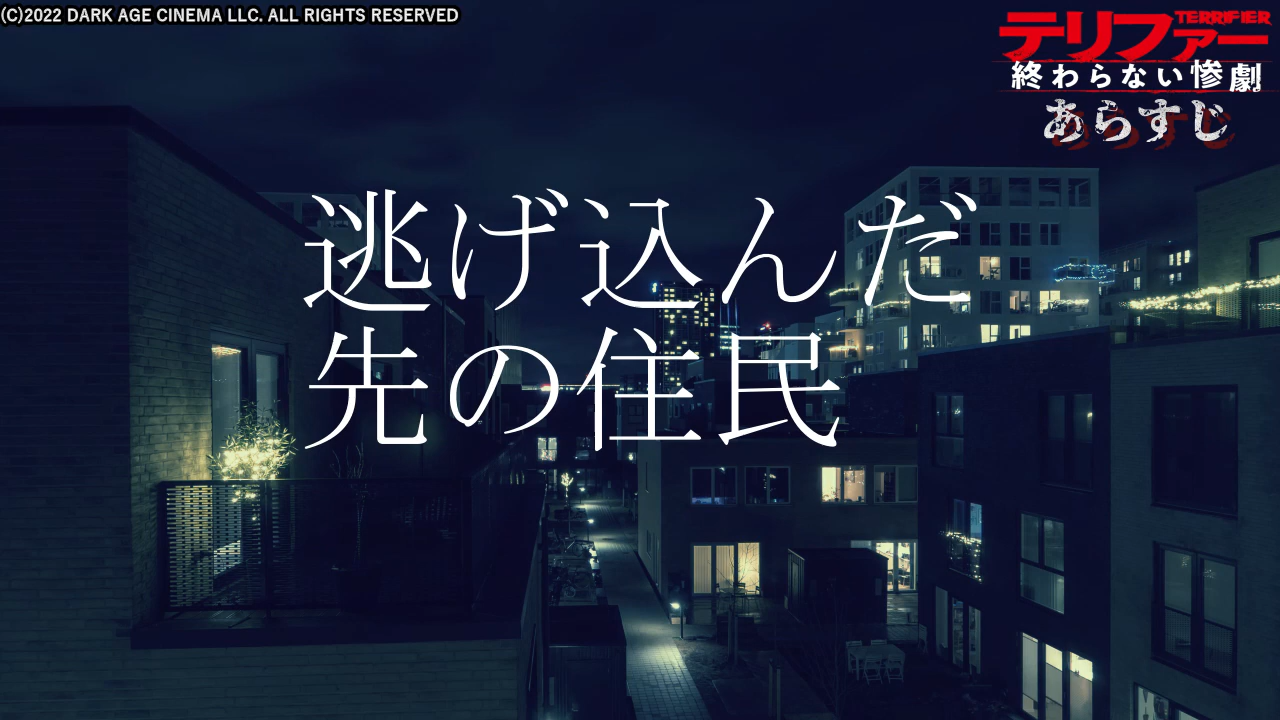 (C)2022 DARK AGE CINEMA LLC. ALL RIGHTS RESERVED
テリファー
TERRIFIER
終わらない惨劇
あらすじ
逃げ込んだ
先の住民